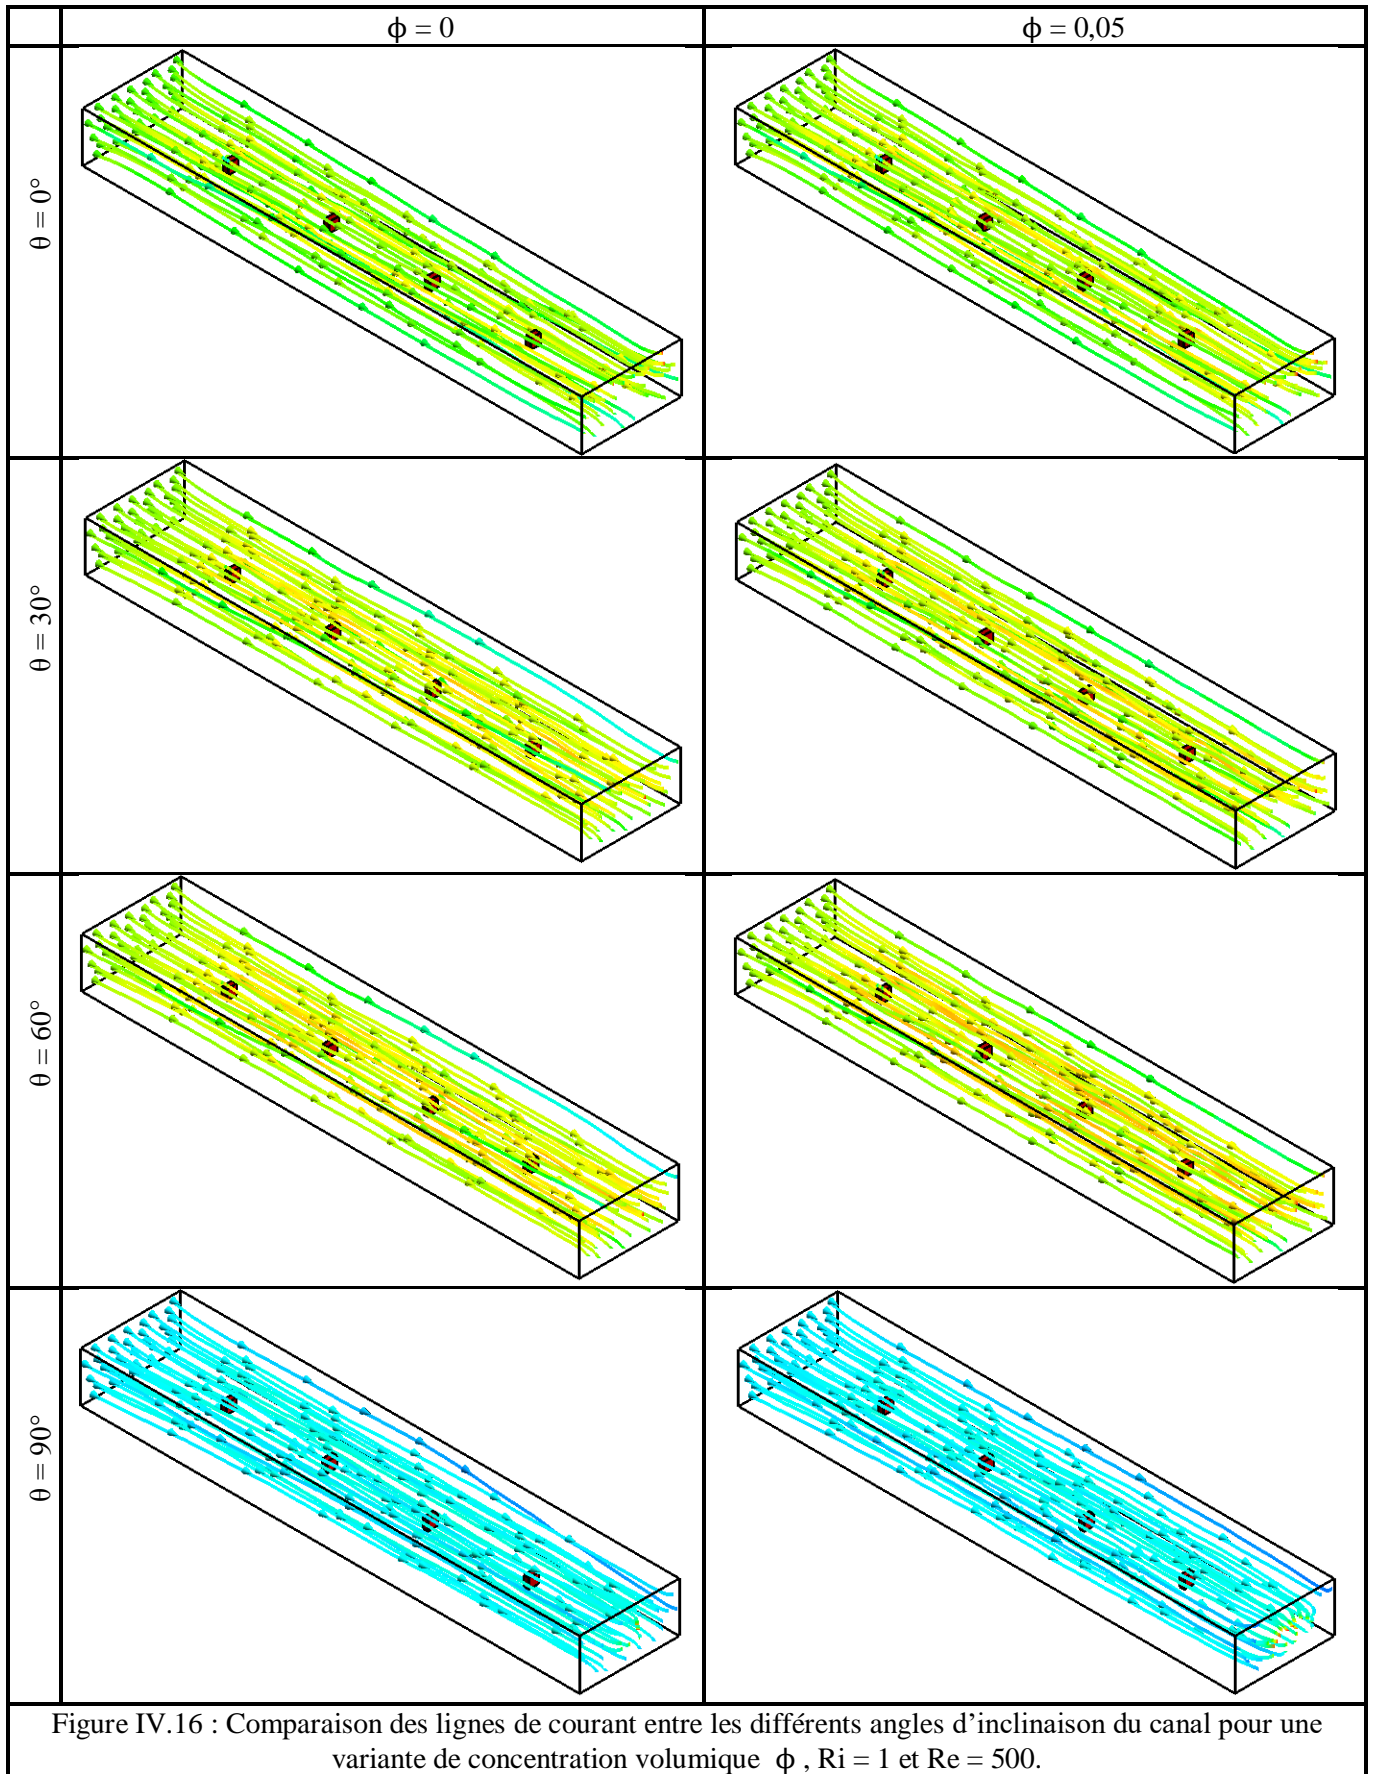 ϕ = 0
ϕ = 0,05
θ = 0°
θ = 30°
θ = 60°
θ = 90°
Figure IV.16 : Comparaison des lignes de courant entre les différents angles d’inclinaison du canal pour une
variante de concentration volumique ϕ , Ri = 1 et Re = 500.